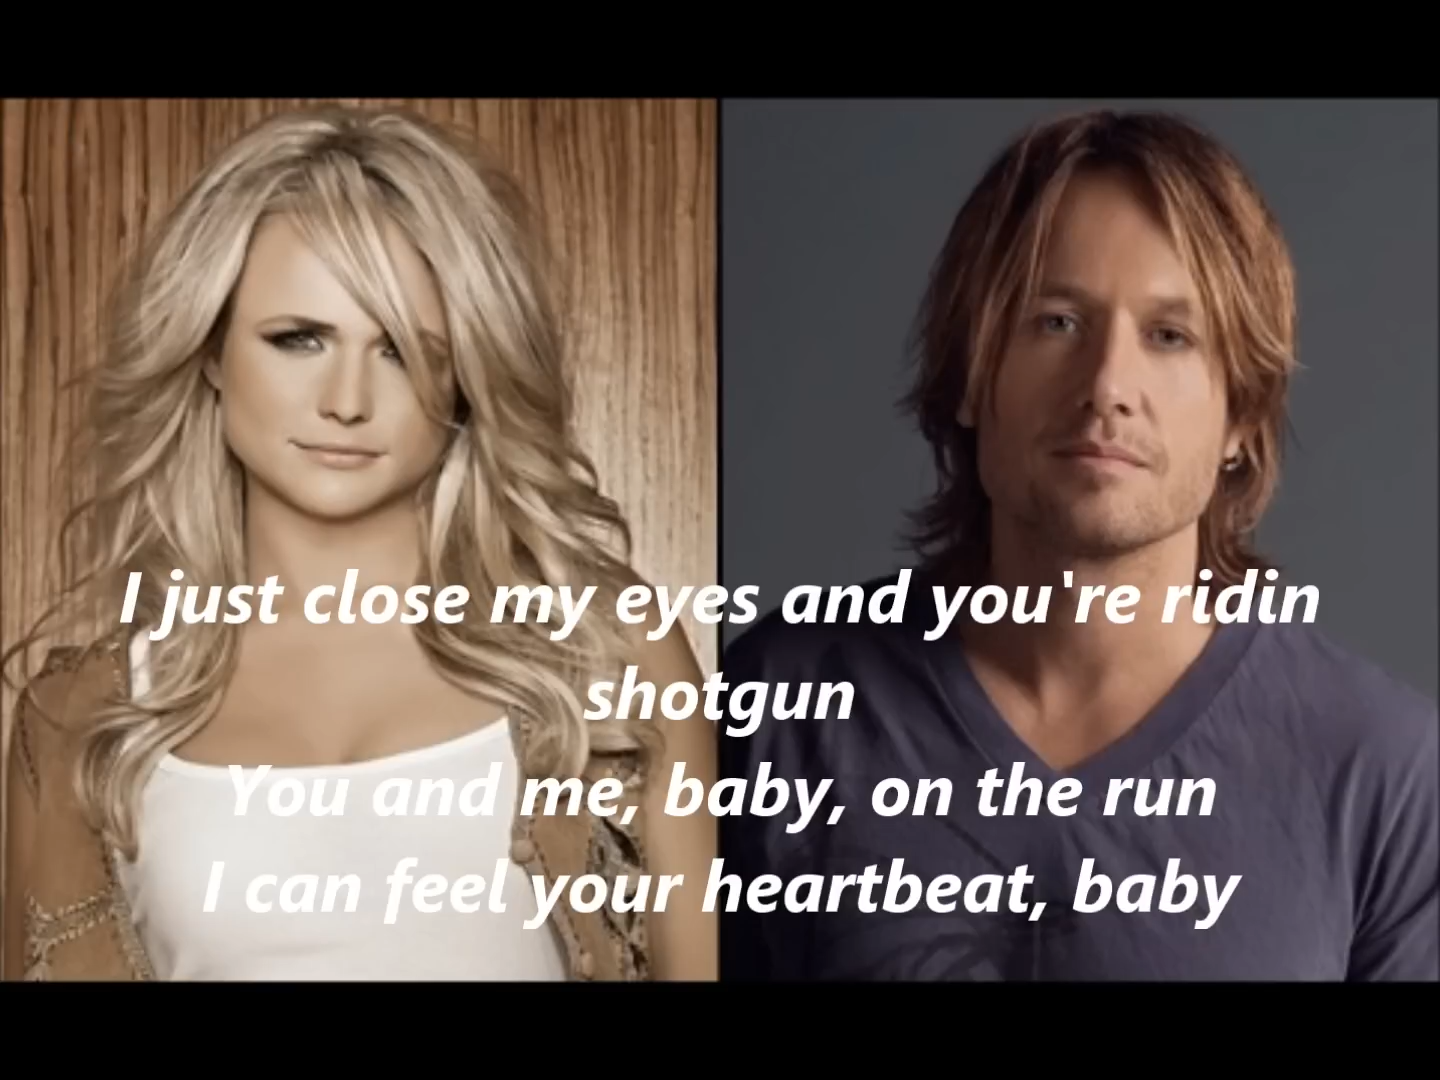 I just close my eyes and you're ridin
shotgun
You and me, baby, on the run
I can feel your heartbeat, baby